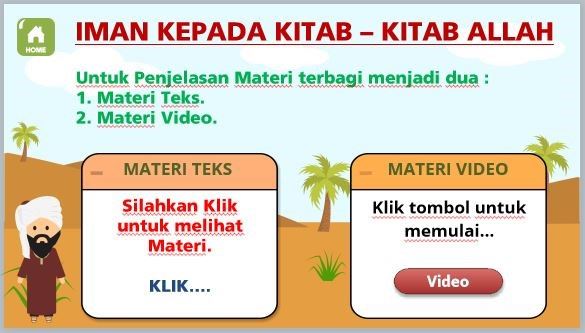 HOME
IMAN KEPADA KITAB – KITAB ALLAH
Untuk Penjelasan Materi terbagi menjadi dua :
1. Materi Teks.
2. Materi Video.
MATERI TEKS
Silahkan Klik
untuk melihat
Materi.
KLIK....
MATERI VIDEO
Klik tombol untuk
memulai...
Video